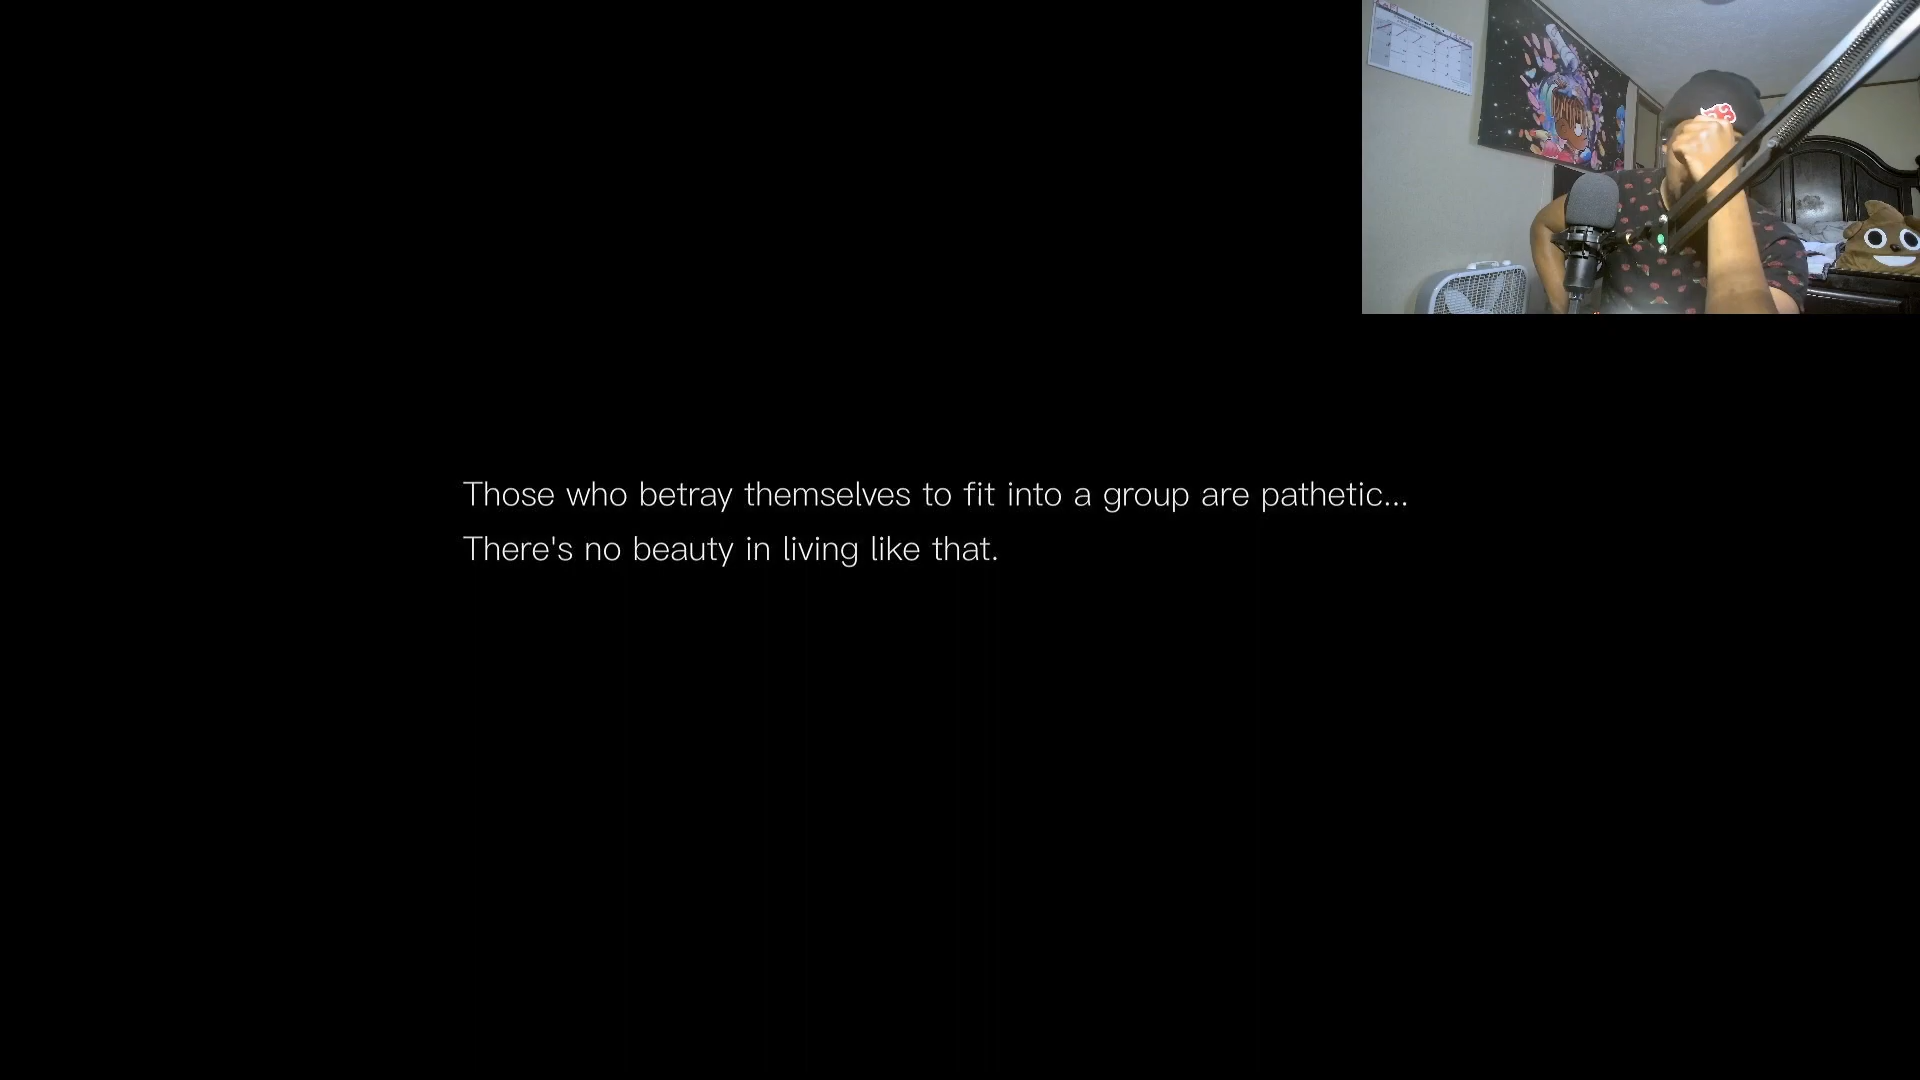 Those who betray themselves to fit into a group are pathetic...
There's no beauty in living like that.